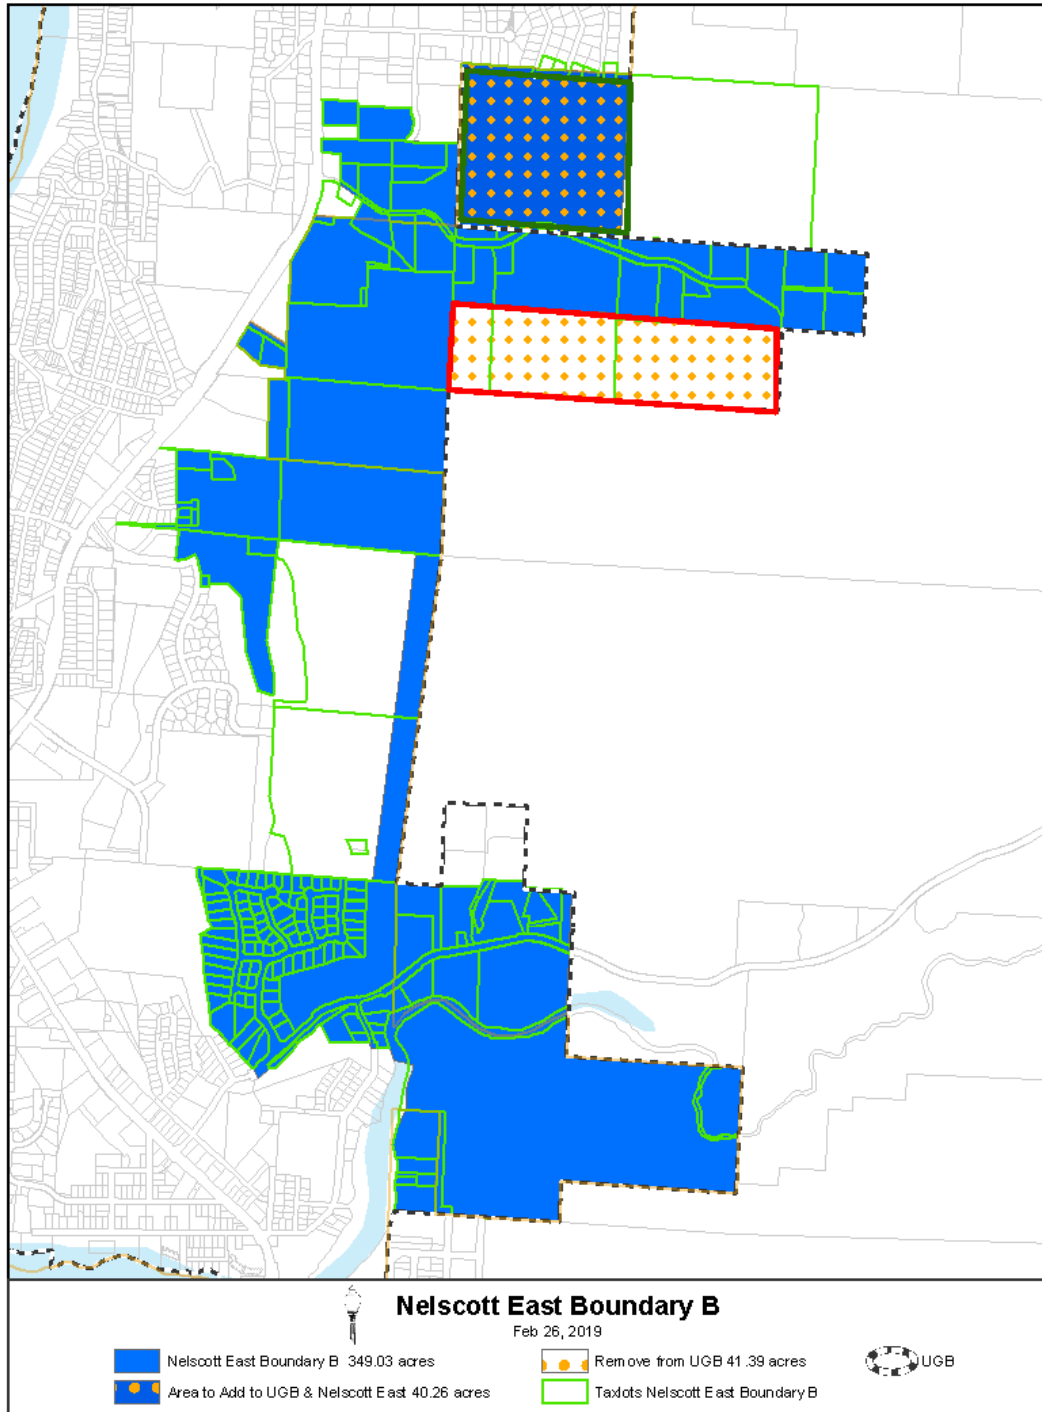 Nelscott East Boundary B
Feb 26, 2019
Nelscott East Boundary B 349.03 acres
Remove from UGB 41.39 acres
UGB
Area to Add to UGB & Nelscott East 40.26 acres
Taxlots Nelscott East Boundary B